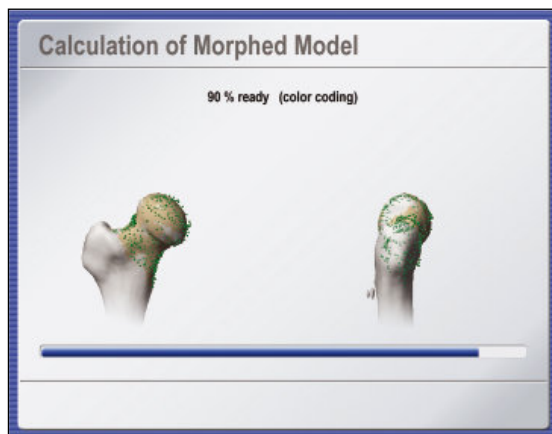 Calculation of Morphed Model
90 % ready (color coding)